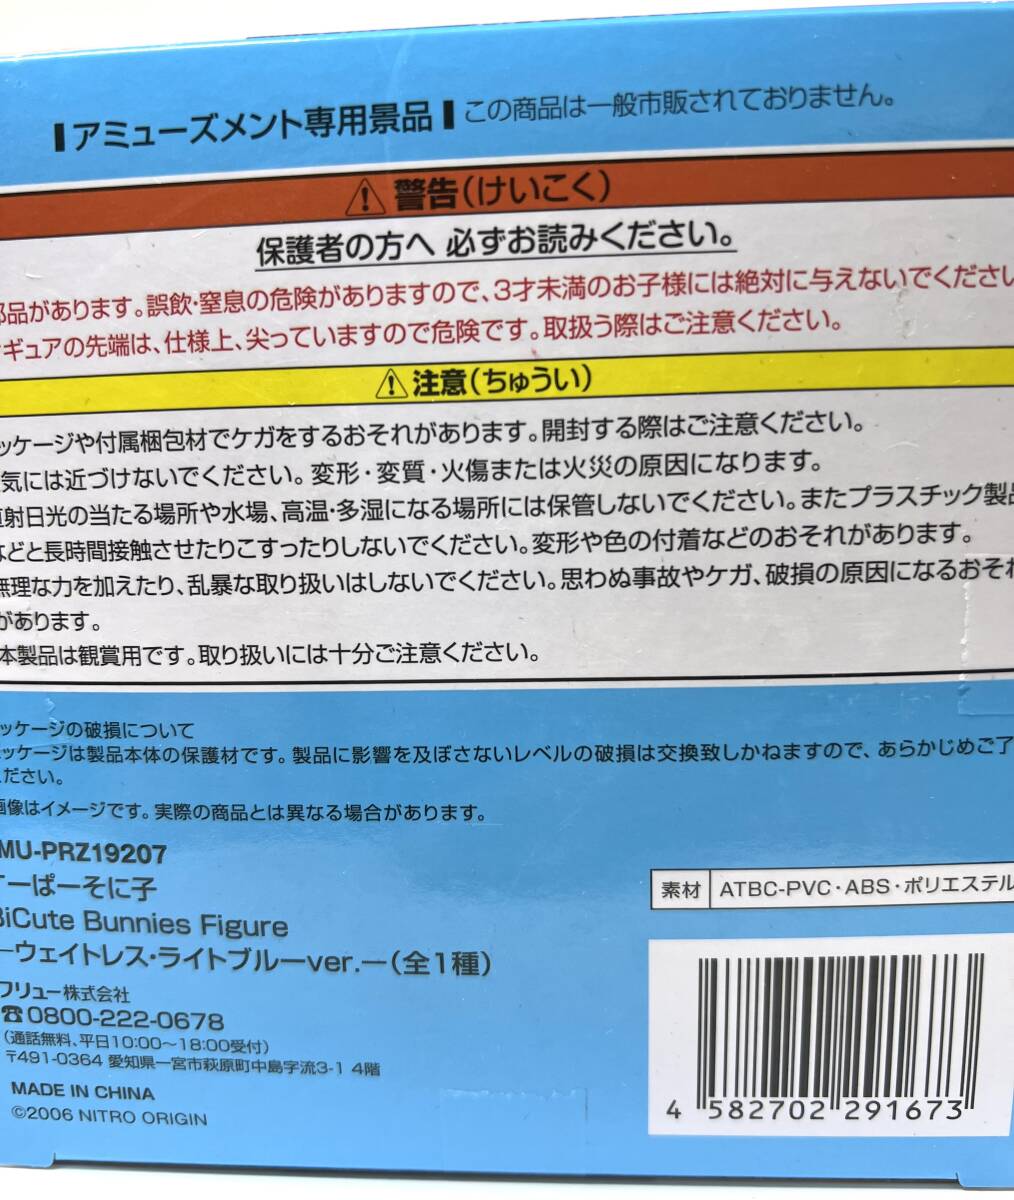 アミューズメント専用景品 この商品は一般市販されておりません。
警告(けいこく)
保護者の方へ 必ずお読みください。
部品があります。誤飲・窒息の危険がありますので、3才未満のお子様には絶対に与えないでください
ギュアの先端は、仕様上、尖っていますので危険です。取扱う際はご注意ください。
注意(ちゅうい)
ッケージや付属梱包材でケガをするおそれがあります。開封する際はご注意ください。
気には近づけないでください。変形・変質・火傷または火災の原因になります。
直射日光の当たる場所や水場、高温・多湿になる場所には保管しないでください。またプラスチック製品
などと長時間接触させたりこすったりしないでください。変形や色の付着などのおそれがあります。
無理な力を加えたり、乱暴な取り扱いはしないでください。思わぬ事故やケガ、破損の原因になるおそれ
があります。
本製品は観賞用です。取り扱いには十分ご注意ください。
ッケージの破損について
ッケージは製品本体の保護材です。製品に影響を及ぼさないレベルの破損は交換致しかねますので、あらかじめご了
ください。
画像はイメージです。実際の商品とは異なる場合があります。
MU-PRZ19207
すーぱーそに子
BiCute Bunnies Figure
ーウェイトレス・ライトブルーver.ー(全1種)
素材 ATBC-PVC・ABS・ポリエステル
フリュー株式会社
☎0800-222-0678
(通話無料、平日10:00〜18:00受付)
〒491-0364 愛知県一宮市萩原町中島字流3-1 4階
MADE IN CHINA
©2006 NITRO ORIGIN
4 582702 291673